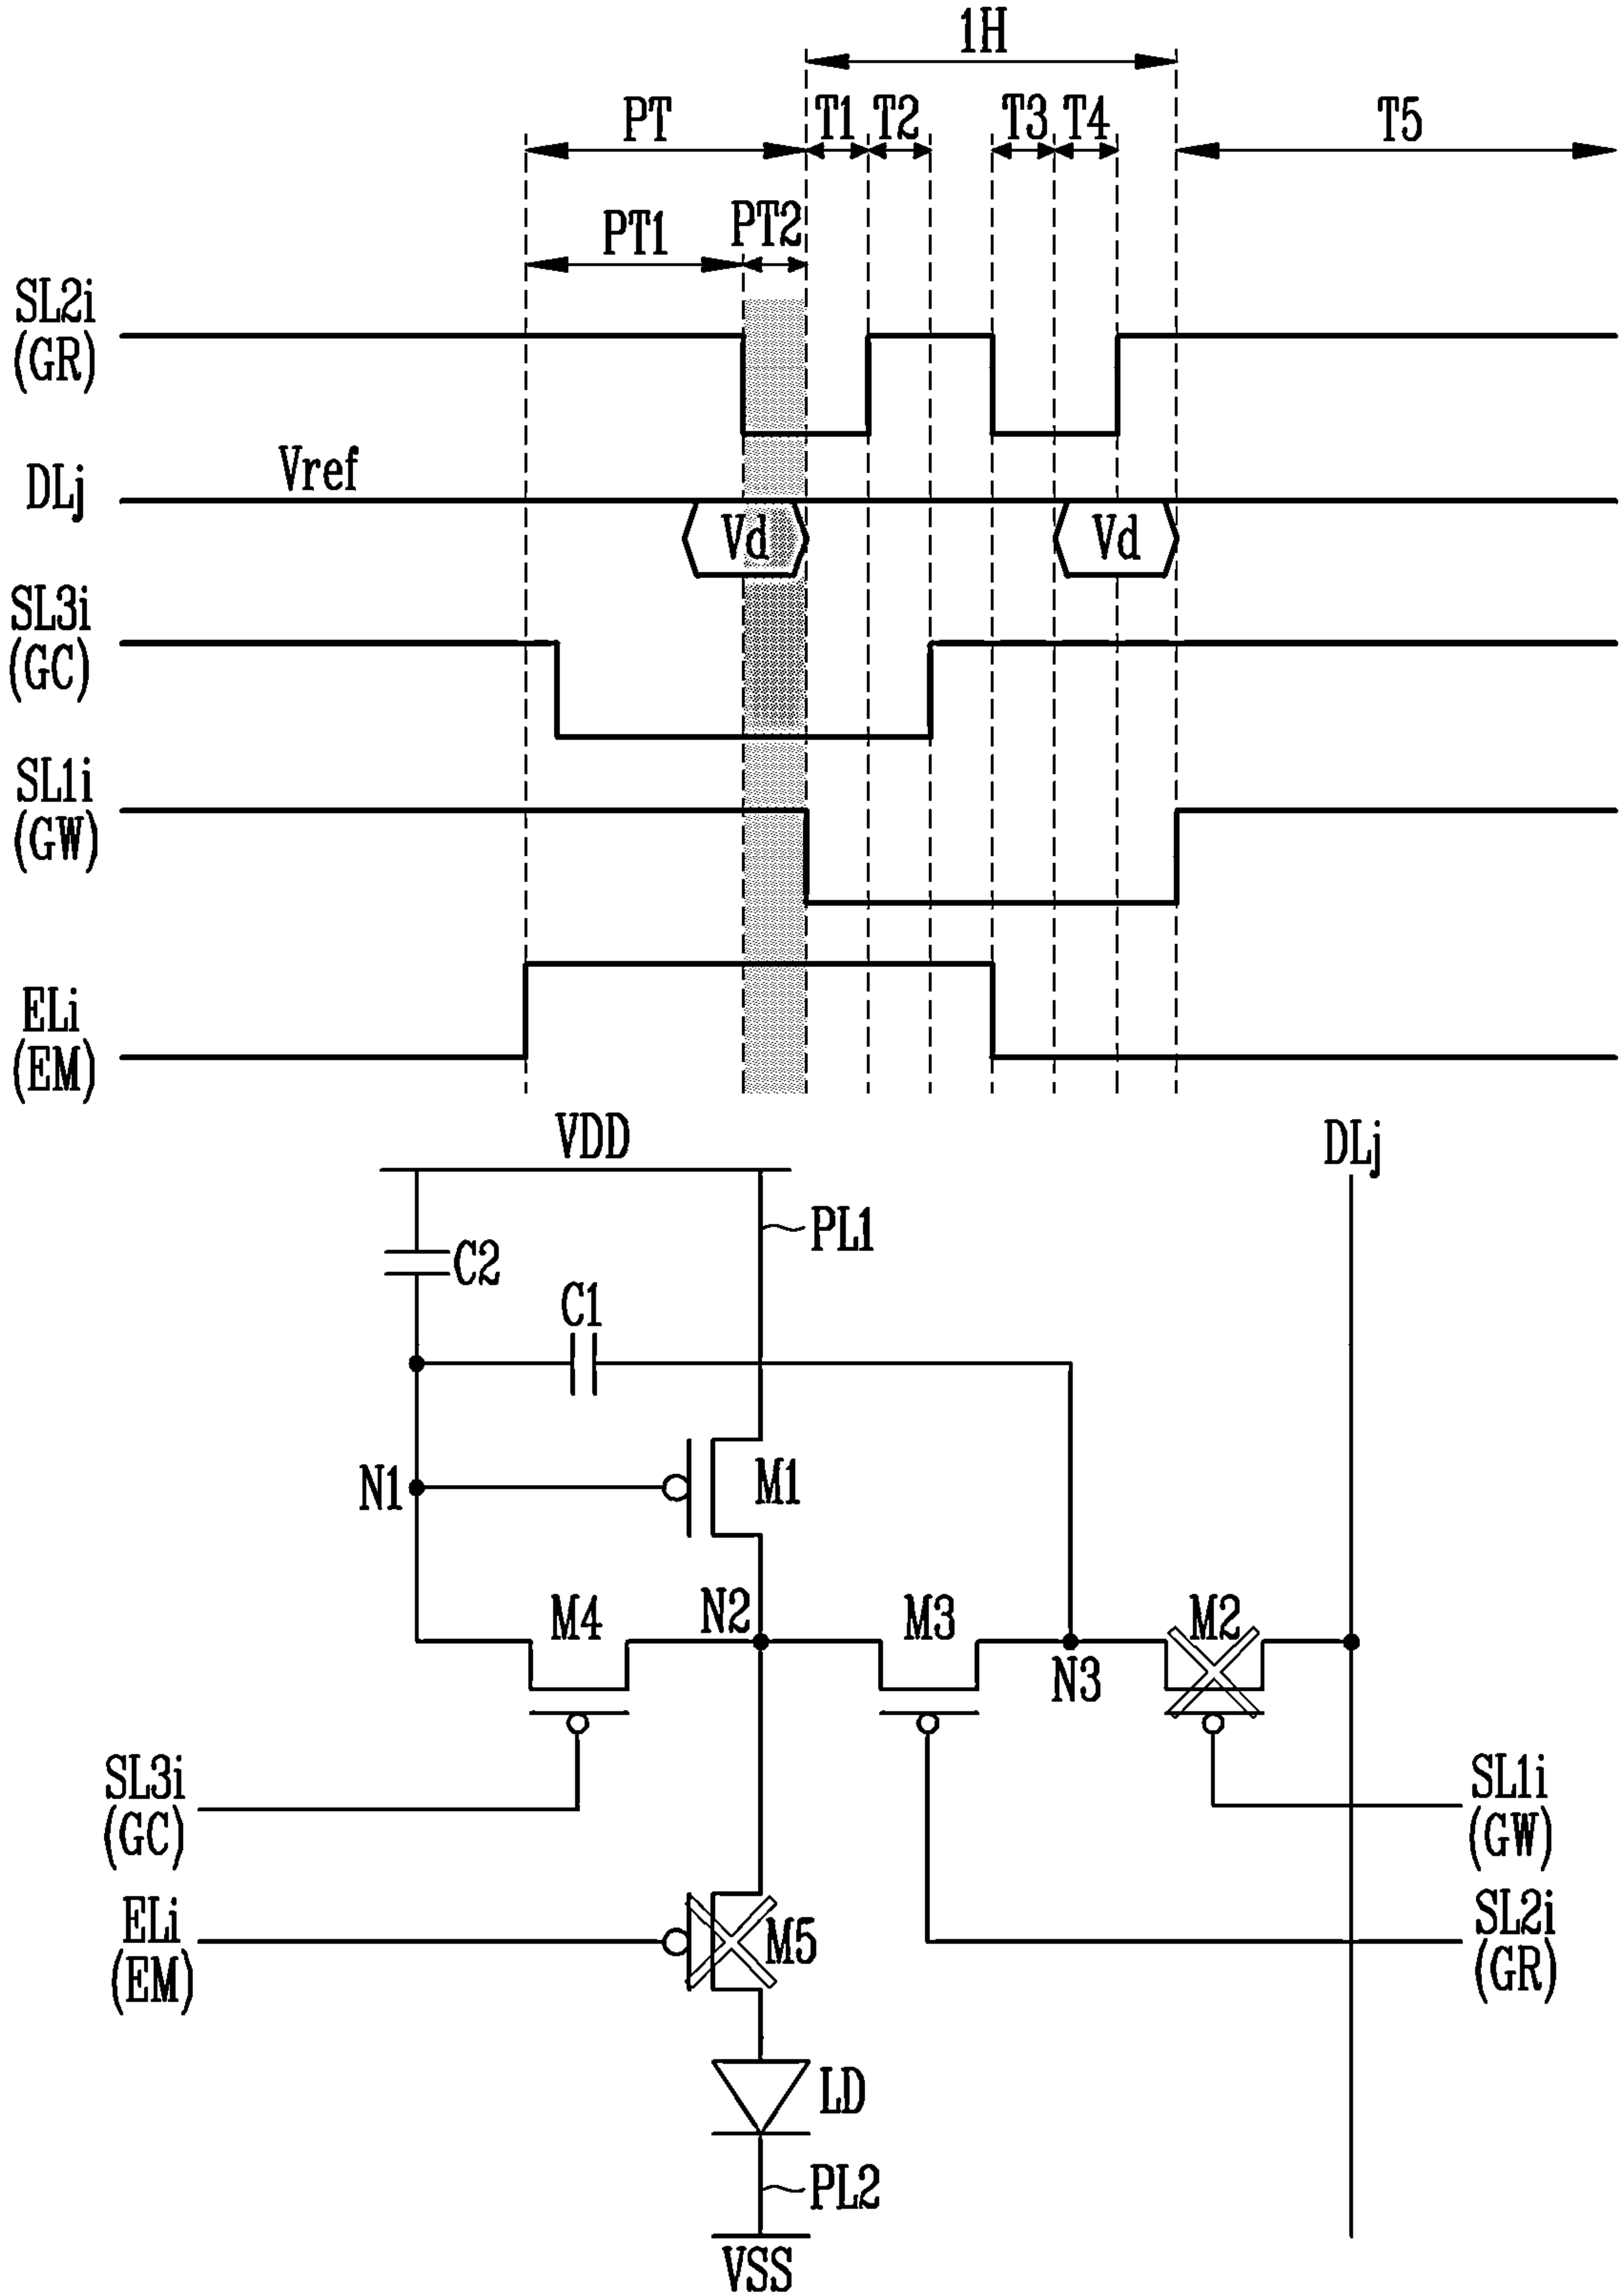 1H
PT T1 T2 T3 T4 T5
PT1 PT2
SL2i
(GR)
DLj Vref
Vd Vd
SL3i
(GC)
SL1i
(GW)
ELi
(EM)
VDD DLj
PL1
C2
C1
N1 M1
M4 N2 M3 M2
N3
SL3i SL1i
(GC) (GW)
ELi M5 SL2i
(EM) (GR)
LD
PL2
VSS